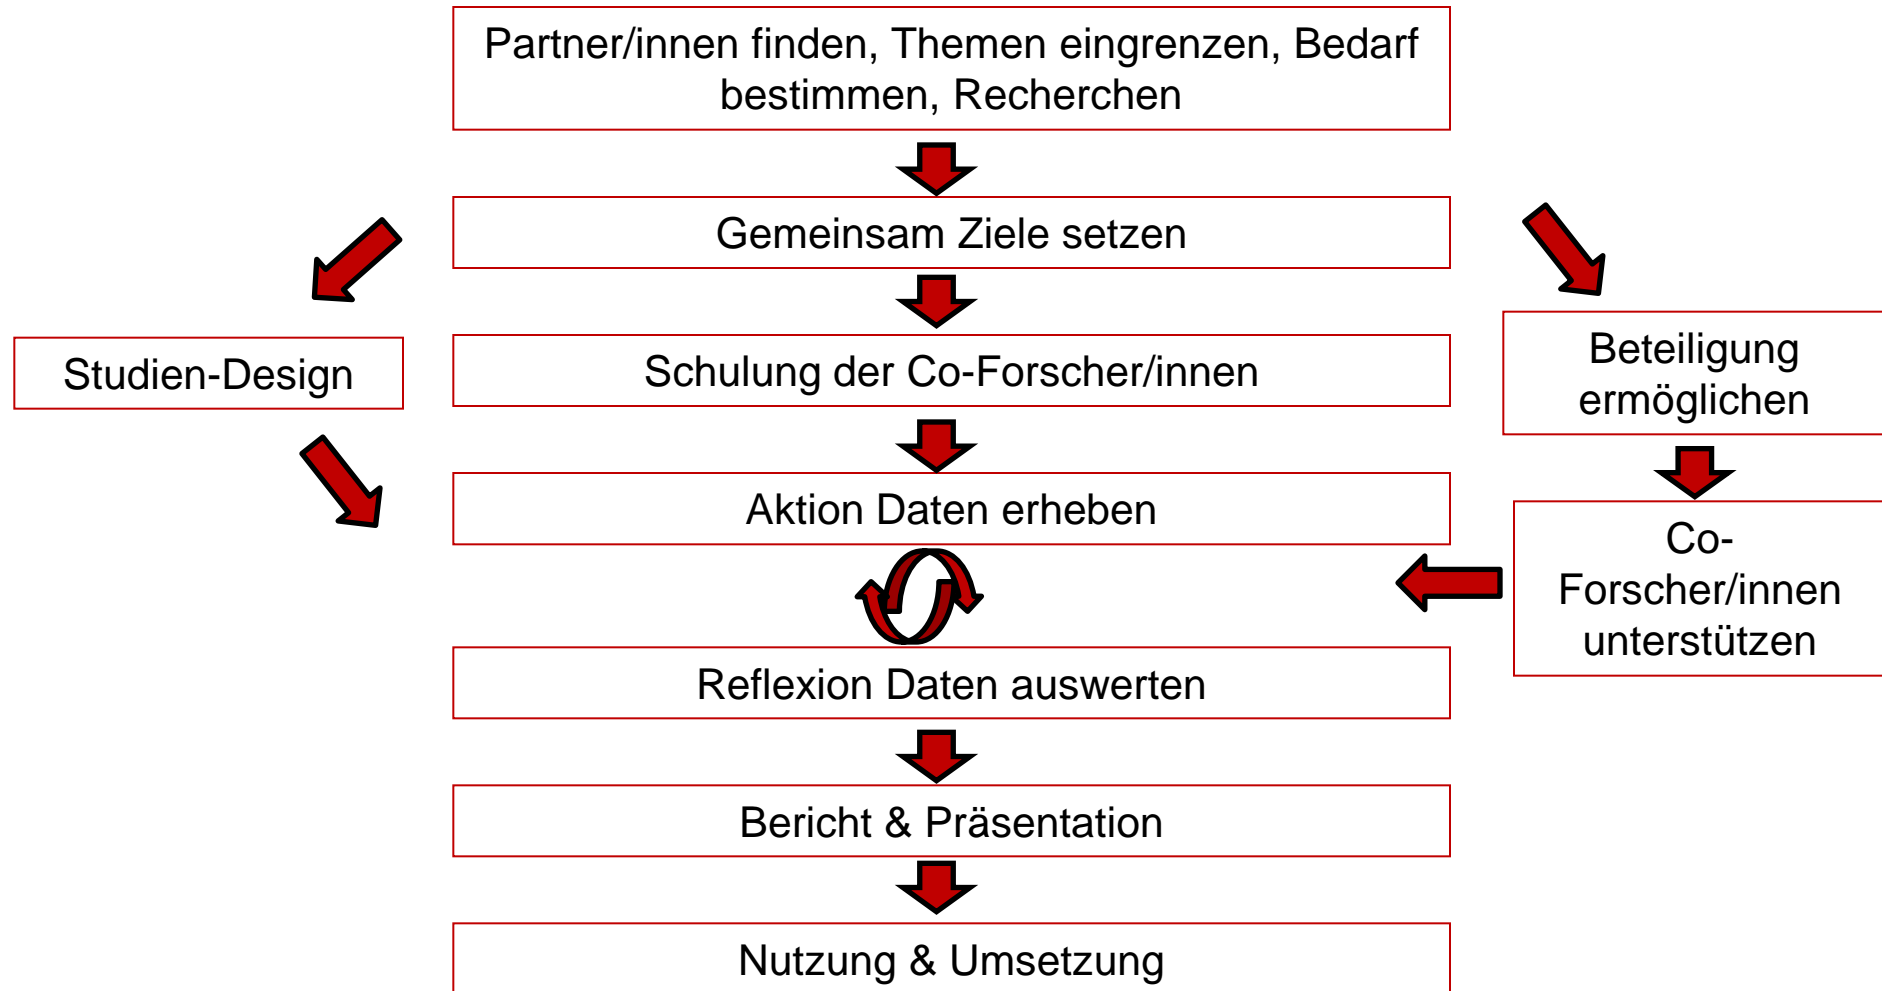 Partner/innen finden, Themen eingrenzen, Bedarf
bestimmen, Recherchen
Gemeinsam Ziele setzen
Studien-Design
Schulung der Co-Forscher/innen
Beteiligung
ermöglichen
Aktion Daten erheben
Co-
Forscher/innen
unterstützen
Reflexion Daten auswerten
Bericht & Präsentation
Nutzung & Umsetzung